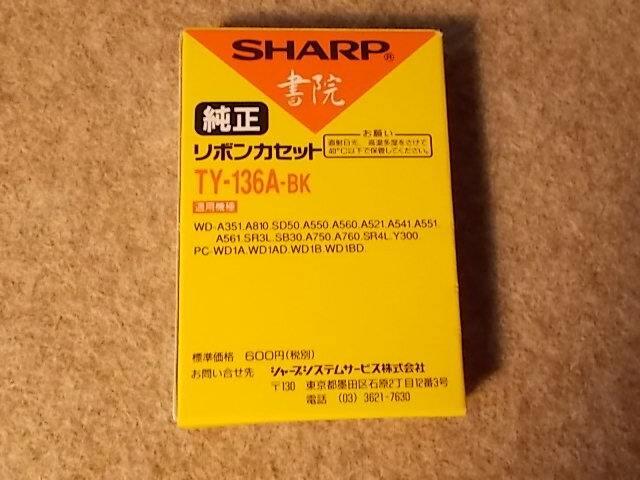 SHARP®
書院
純正
リボンカセット
お願い
直射日光、高温多湿をさけて
40℃以下で保管してください。
TY-136A-BK
適用機種
WD-A351.A810.SD50.A550.A560.A521.A541.A551.
A561.SR3L.SB30.A750.A760.SR4L.Y300.
PC-WD1A.WD1AD.WD1B.WD1BD.
標準価格 600円(税別)
お問い合せ先 シャープシステムサービス株式会社
〒130 東京都墨田区石原2丁目12番3号
電話 (03) 3621-7630